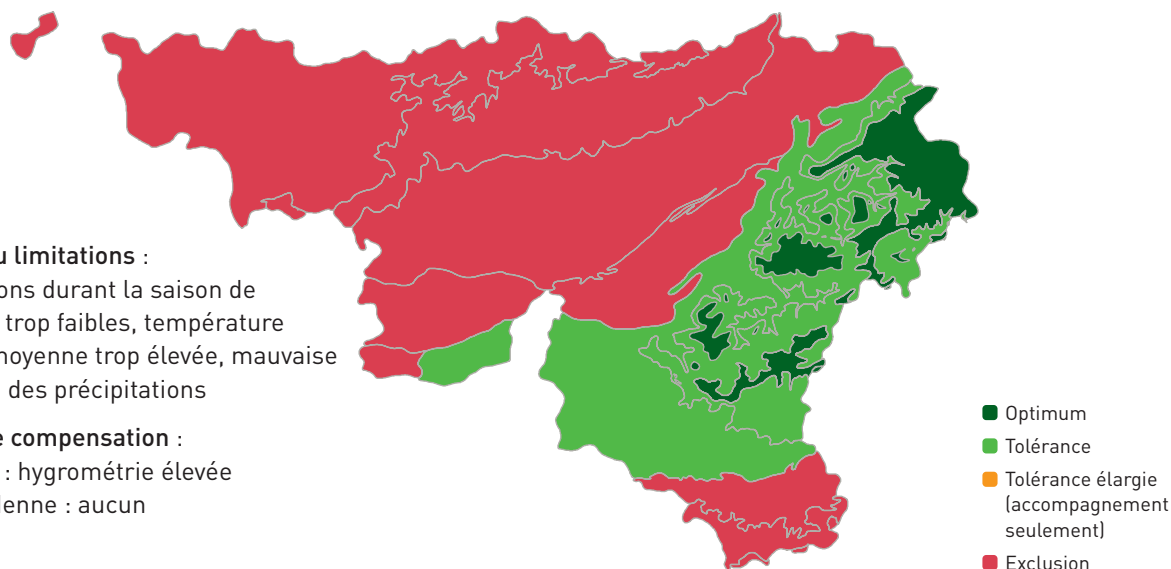 u limitations :
ons durant la saison de
trop faibles, température
moyenne trop élevée, mauvaise
des précipitations
e compensation :
: hygrométrie élevée
enne : aucun
Optimum
Tolérance
Tolérance élargie
(accompagnement
seulement)
Exclusion